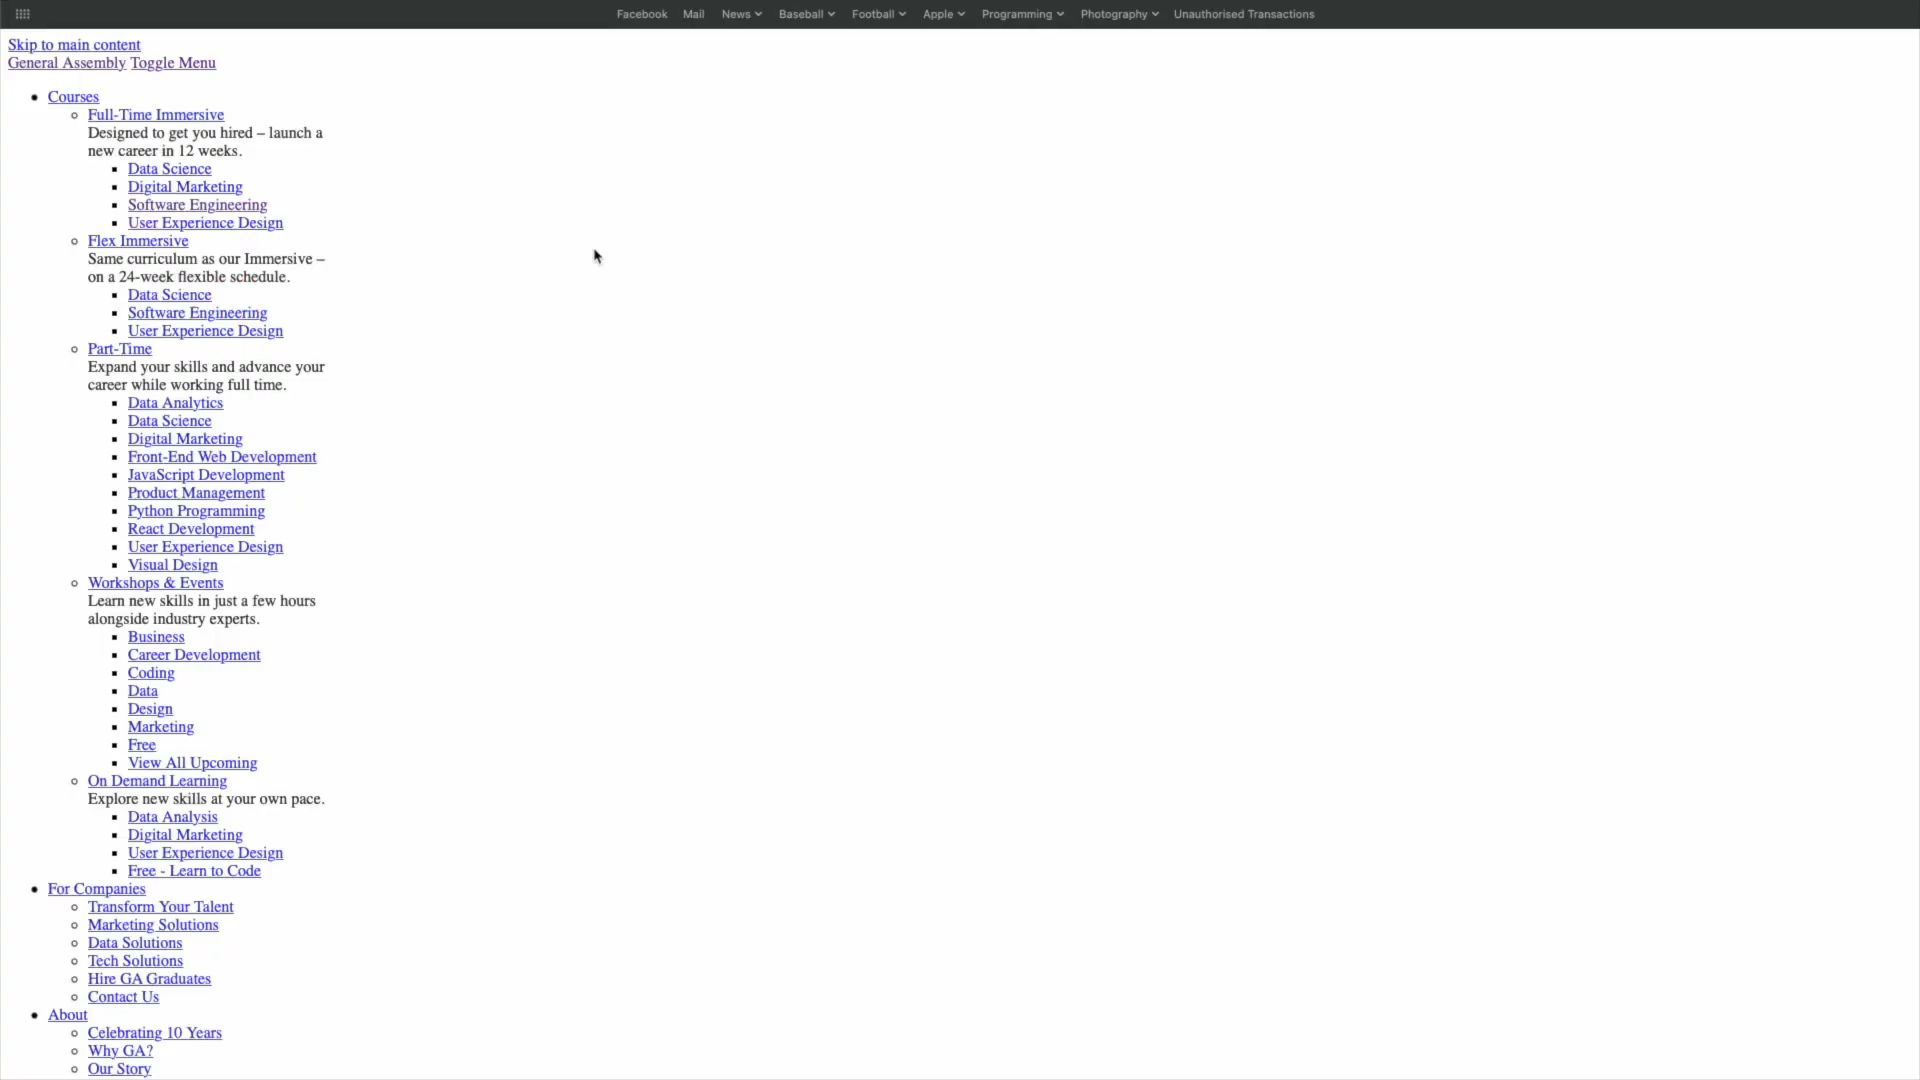 Facebook Mail News Baseball Football Apple Programming Photography Unauthorised Transactions
Skip to main content
General Assembly Toggle Menu
Courses
Full-Time Immersive
Designed to get you hired – launch a
new career in 12 weeks.
Data Science
Digital Marketing
Software Engineering
User Experience Design
Flex Immersive
Same curriculum as our Immersive –
on a 24-week flexible schedule.
Data Science
Software Engineering
User Experience Design
Part-Time
Expand your skills and advance your
career while working full time.
Data Analytics
Data Science
Digital Marketing
Front-End Web Development
JavaScript Development
Product Management
Python Programming
React Development
User Experience Design
Visual Design
Workshops & Events
Learn new skills in just a few hours
alongside industry experts.
Business
Career Development
Coding
Data
Design
Marketing
Free
View All Upcoming
On Demand Learning
Explore new skills at your own pace.
Data Analysis
Digital Marketing
User Experience Design
Free - Learn to Code
For Companies
Transform Your Talent
Marketing Solutions
Data Solutions
Tech Solutions
Hire GA Graduates
Contact Us
About
Celebrating 10 Years
Why GA?
Our Story